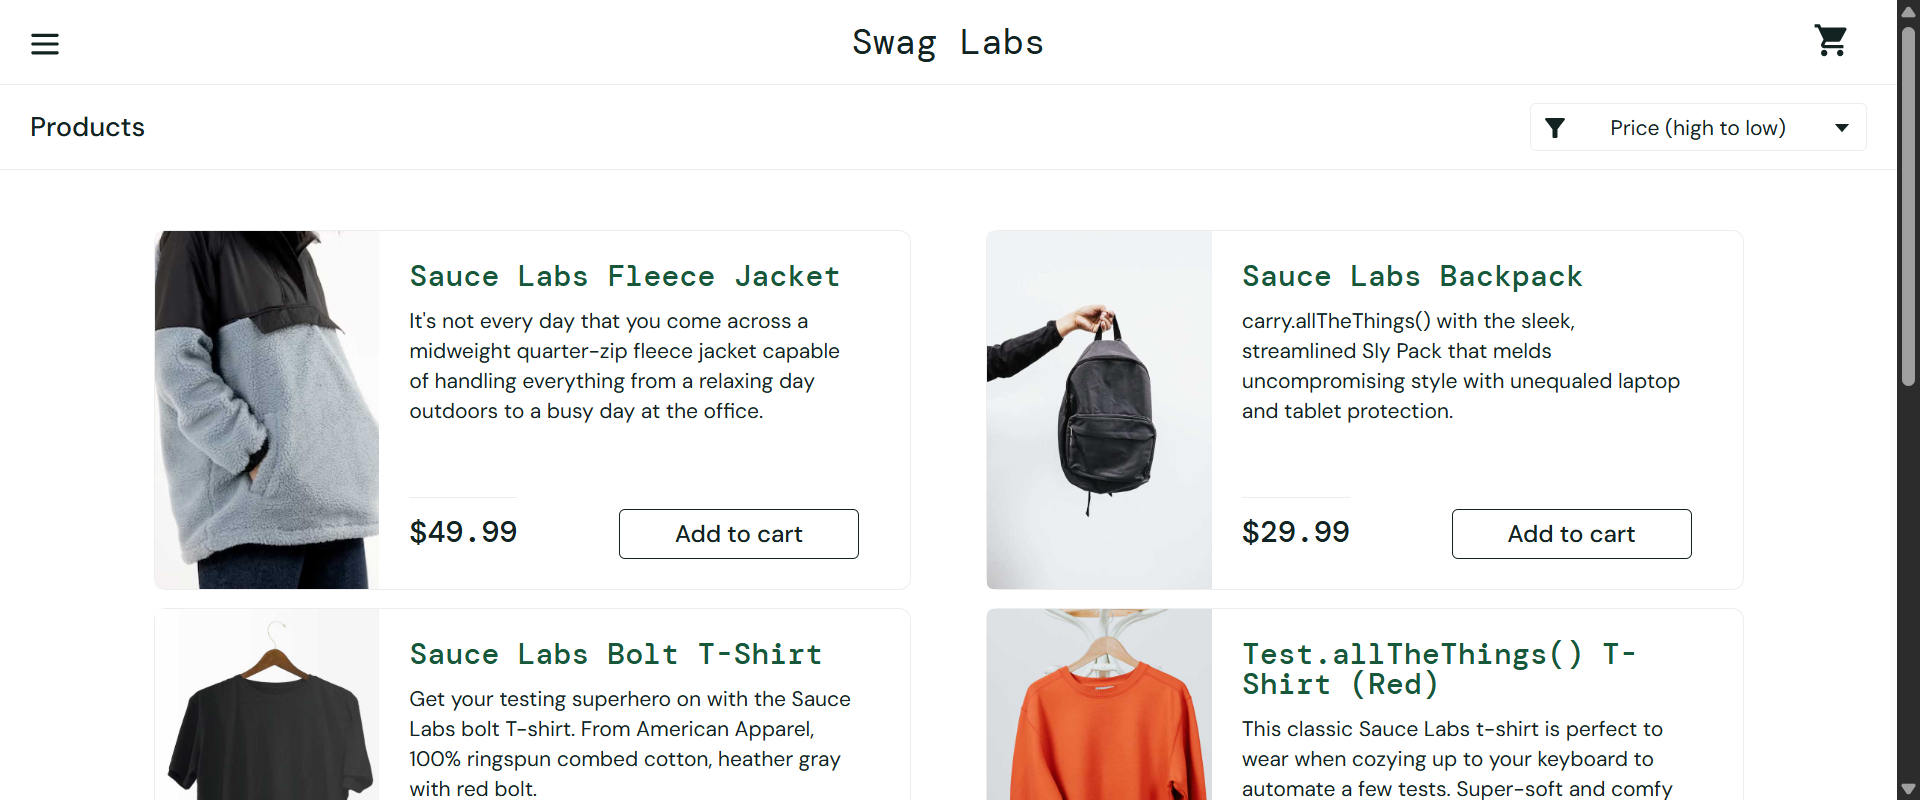 Swag Labs
Products
Price (high to low)
Sauce Labs Fleece Jacket
It's not every day that you come across a
midweight quarter-zip fleece jacket capable
of handling everything from a relaxing day
outdoors to a busy day at the office.
$49.99
Add to cart
Sauce Labs Backpack
carry.allTheThings() with the sleek,
streamlined Sly Pack that melds
uncompromising style with unequaled laptop
and tablet protection.
$29.99
Add to cart
Sauce Labs Bolt T-Shirt
Get your testing superhero on with the Sauce
Labs bolt T-shirt. From American Apparel,
100% ringspun combed cotton, heather gray
with red bolt.
Test.allTheThings() T-
Shirt (Red)
This classic Sauce Labs t-shirt is perfect to
wear when cozying up to your keyboard to
automate a few tests. Super-soft and comfy